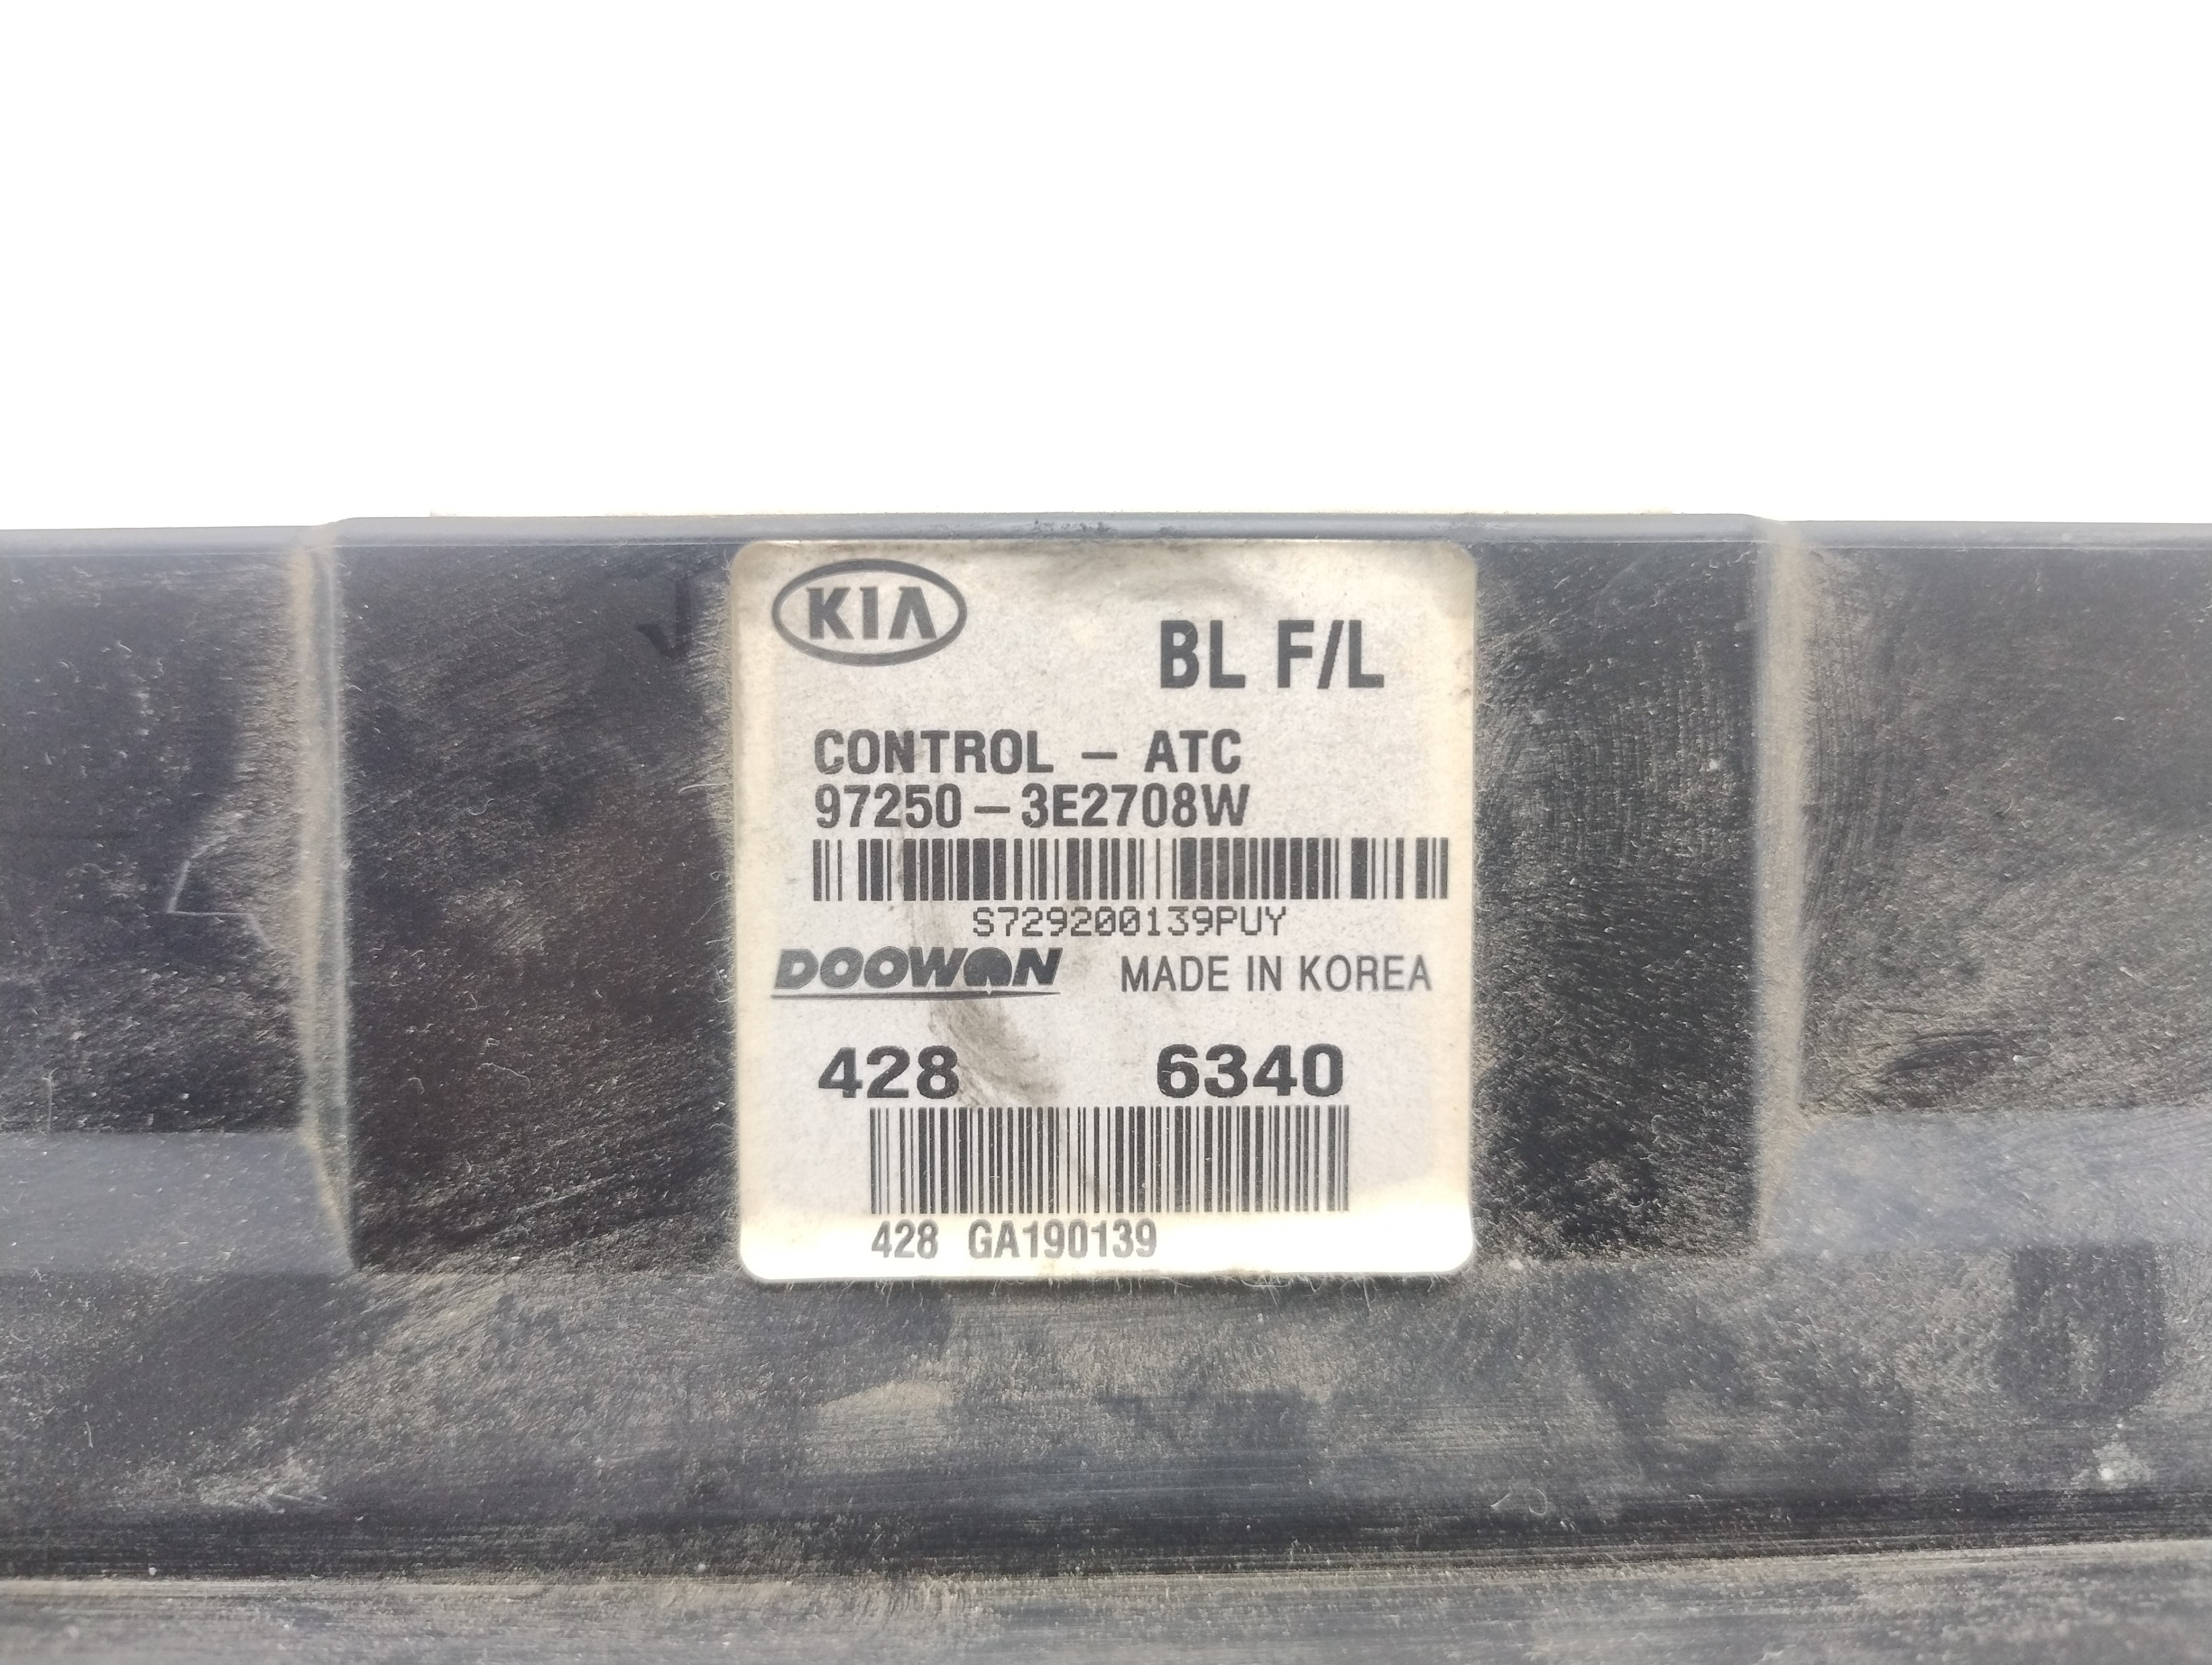 KIA
BL F/L
CONTROL – ATC
97250 – 3E2708W
S729200139PUY
DOOWON MADE IN KOREA
428 6340
428 GA190139